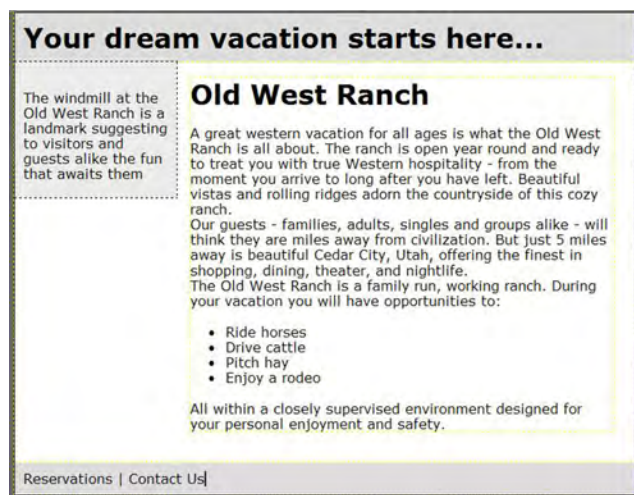 Your dream vacation starts here...
The windmill at the
Old West Ranch is a
landmark suggesting
to visitors and
guests alike the fun
that awaits them
Old West Ranch
A great western vacation for all ages is what the Old West
Ranch is all about. The ranch is open year round and ready
to treat you with true Western hospitality - from the
moment you arrive to long after you have left. Beautiful
vistas and rolling ridges adorn the countryside of this cozy
ranch.
Our guests - families, adults, singles and groups alike - will
think they are miles away from civilization. But just 5 miles
away is beautiful Cedar City, Utah, offering the finest in
shopping, dining, theater, and nightlife.
The Old West Ranch is a family run, working ranch. During
your vacation you will have opportunities to:
• Ride horses
• Drive cattle
• Pitch hay
• Enjoy a rodeo
All within a closely supervised environment designed for
your personal enjoyment and safety.
Reservations | Contact Us